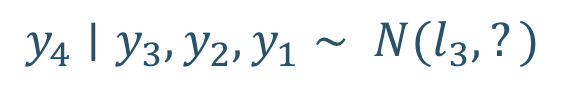 y₄ | y₃, y₂, y₁ ~ N(l₃, ?)